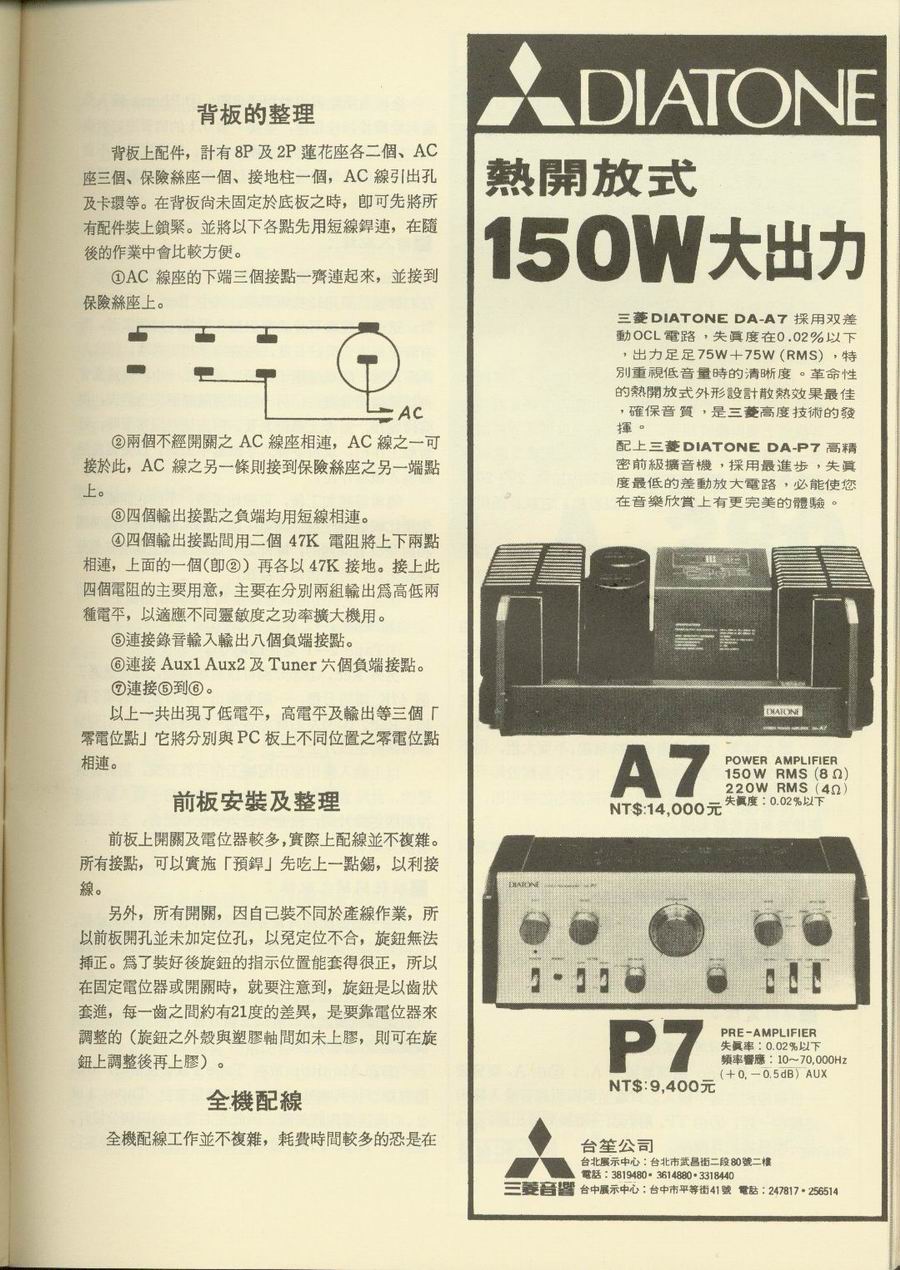 背板的整理
背板上配件，計有8P及2P蓮花座各二個、AC
座三個、保險絲座一個、接地柱一個，AC 線引出孔
及卡環等。在背板尚未固定於底板之時，卽可先將所
有配件裝上鎖緊。並將以下各點先用短線銲連，在隨
後的作業中會比較方便。
①AC 線座的下端三個接點一齊連起來，並接到
保險絲座上。
AC
②兩個不經開關之 AC 線座相連，AC 線之一可
接於此，AC 線之另一條則接到保險絲座之另一端點
上。
③四個輸出接點之負端均用短線相連。
④四個輸出接點間用二個 47K 電阻將上下兩點
相連，上面的一個(卽②) 再各以 47K 接地。接上此
四個電阻的主要用意，主要在分別兩組輸出爲高低兩
種電平，以適應不同靈敏度之功率擴大機用。
⑤連接錄音輸入輸出八個負端接點。
⑥連接 Aux1 Aux2 及 Tuner 六個負端接點。
⑦連接⑤到⑥。
以上一共出現了低電平，高電平及輸出等三個「
零電位點」它將分別與 PC 板上不同位置之零電位點
相連。
前板安裝及整理
前板上開關及電位器較多，實際上配線並不複雜。
所有接點，可以實施「預銲」先吃上一點錫，以利接
線。
另外，所有開關，因自己裝不同於產線作業，所
以前板開孔並未加定位孔，以免定位不合，旋鈕無法
揷正。爲了裝好後旋鈕的指示位置能套得很正，所以
在固定電位器或開關時，就要注意到，旋鈕是以齒狀
套進，每一齒之間約有21度的差異，是要靠電位器來
調整的（旋鈕之外殼與塑膠軸間如未上膠，則可在旋
鈕上調整後再上膠）。
全機配線
全機配線工作並不複雜，耗費時間較多的恐是在
DIATONE
熱開放式
150W大出力
三菱DIATONE DA-A7 採用双差
動OCL電路，失眞度在0.02%以下
，出力足足75W＋75W (RMS)，特
別重視低音量時的清晰度。革命性
的熱開放式外形設計散熱效果最佳
，確保音質，是三菱高度技術的發
揮。
配上三菱DIATONE DA-P7 高精
密前級擴音機，採用最進步，失眞
度最低的差動放大電路，必能使您
在音樂欣賞上有更完美的體驗。
DIATONE
A7
NT$:14,000元
POWER AMPLIFIER
150W RMS (8Ω)
220W RMS (4Ω)
失眞度：0.02%以下
DIATONE
P7
NT$:9,400元
PRE-AMPLIFIER
失眞率：0.02%以下
頻率響應：10～70,000Hz
(＋0,－0.5dB) AUX
三菱音響
台笙公司
台北展示中心：台北市武昌街二段80號二樓
電話：3819480・3614880・3318440
台中展示中心：台中市平等街41號 電話：247817・256514